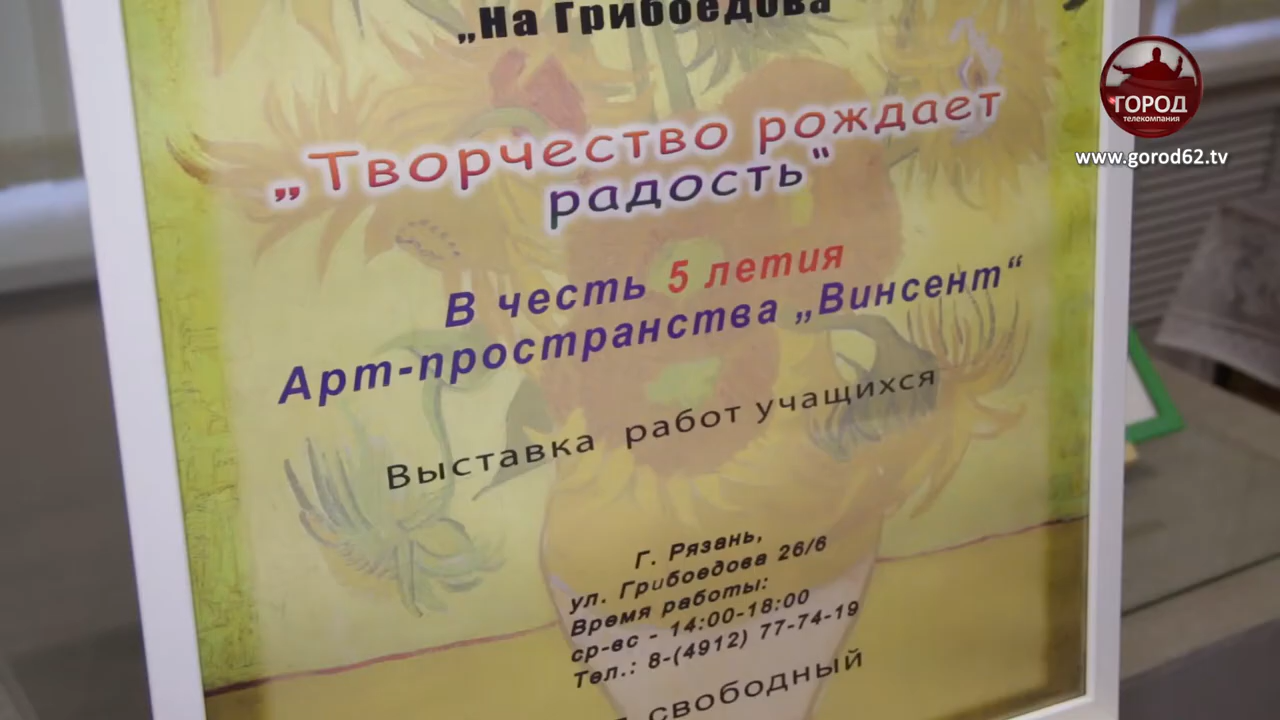 „На Грибоедова
„Творчество рождает
радость"
В честь 5 летия
Арт-пространства „Винсент“
Выставка работ учащихся
Г. Рязань,
ул. Грибоедова 26/6
Время работы:
ср-вс - 14:00-18:00
Тел.: 8-(4912) 77-74-19
свободный
ГОРОД
телекомпания
www.gorod62.tv